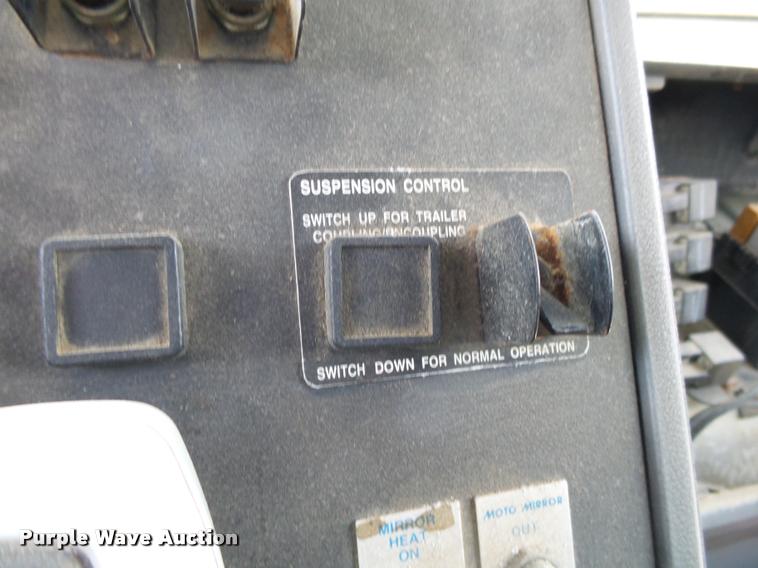 SUSPENSION CONTROL
SWITCH UP FOR TRAILER
COUPLING/UNCOUPLING
SWITCH DOWN FOR NORMAL OPERATION
MIRROR
HEAT
ON
MOTO MIRROR
OUT
Purple Wave Auction